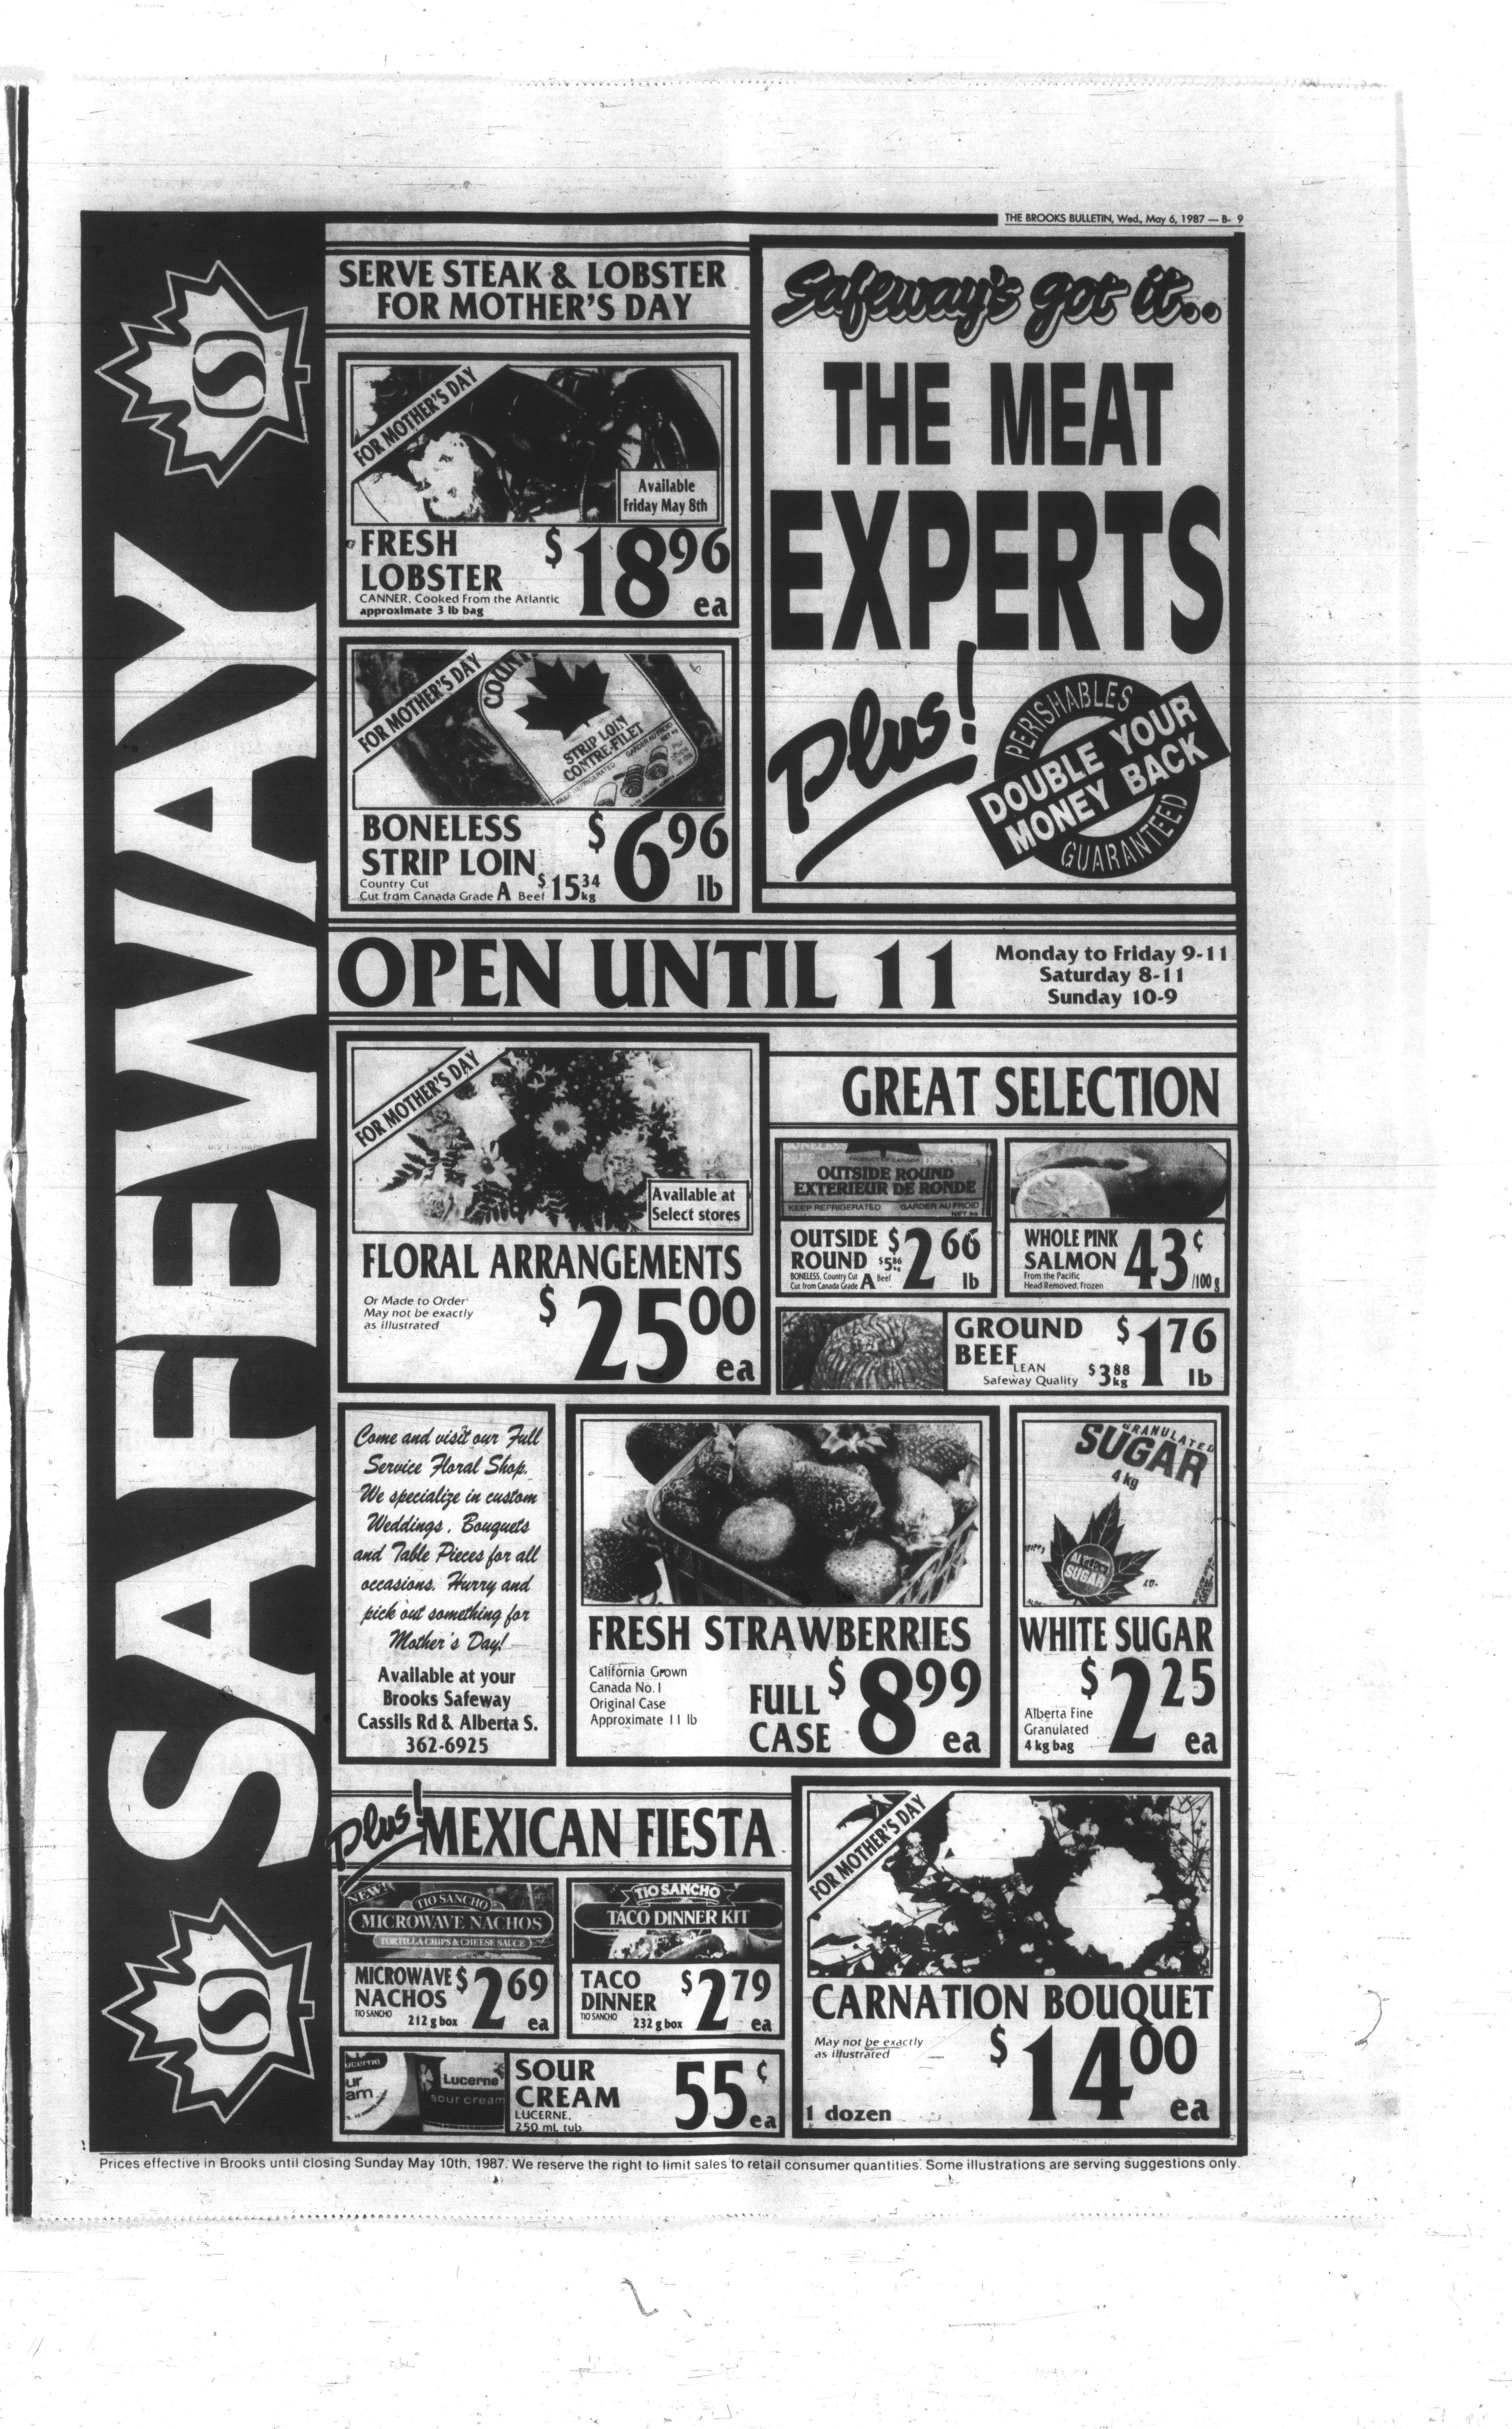 THE BROOKS BULLETIN, Wed., May 6, 1987 — B- 9
SAFEWAY
SERVE STEAK & LOBSTER
FOR MOTHER'S DAY
FOR MOTHER'S DAY
Available
Friday May 8th
FRESH
LOBSTER
CANNER, Cooked From the Atlantic
approximate 3 lb bag
$18 96
ea
FOR MOTHER'S DAY
STRIP LOIN
CONTRE-FILET
BONELESS
STRIP LOIN
Country Cut
Cut from Canada Grade A Beef
$15 34
kg
$6 96
lb
Safeway's got it..
THE MEAT
EXPERTS
Plus!
PERISHABLES
DOUBLE YOUR
MONEY BACK
GUARANTEED
OPEN UNTIL 11
Monday to Friday 9-11
Saturday 8-11
Sunday 10-9
FOR MOTHER'S DAY
Available at
Select stores
FLORAL ARRANGEMENTS
Or Made to Order
May not be exactly
as illustrated
$25 00
ea
GREAT SELECTION
PRODUCT OF CANADA
OUTSIDE ROUND
EXTERIEUR DE RONDE
KEEP REFRIGERATED GARDER AU FROID
OUTSIDE
ROUND
$5 86
kg
BONELESS, Country Cut
Cut from Canada Grade A Beef
$2 66
lb
WHOLE PINK
SALMON
From the Pacific
Head Removed, Frozen
43¢
/100 g
GROUND
BEEF
LEAN
Safeway Quality
$3 88
kg
$1 76
lb
Come and visit our Full
Service Floral Shop.
We specialize in custom
Weddings, Bouquets
and Table Pieces for all
occasions. Hurry and
pick out something for
Mother's Day!
Available at your
Brooks Safeway
Cassils Rd & Alberta S.
362-6925
FRESH STRAWBERRIES
California Grown
Canada No. 1
Original Case
Approximate 11 lb
FULL
CASE
$8 99
ea
GRANULATED
SUGAR
4 kg
SUGAR
WHITE SUGAR
Alberta Fine
Granulated
4 kg bag
$2 25
ea
Plus! MEXICAN FIESTA
NEW!
TIO SANCHO
MICROWAVE NACHOS
TORTILLA CHIPS & CHEESE SAUCE
MICROWAVE
NACHOS
TIO SANCHO
212 g box
$2 69
ea
TIO SANCHO
TACO DINNER KIT
TACO
DINNER
TIO SANCHO
232 g box
$2 79
ea
Lucerne
sour cream
SOUR
CREAM
LUCERNE,
250 mL tub
55¢
ea
FOR MOTHER'S DAY
CARNATION BOUQUET
May not be exactly
as illustrated
1 dozen
$14 00
ea
Prices effective in Brooks until closing Sunday May 10th, 1987. We reserve the right to limit sales to retail consumer quantities. Some illustrations are serving suggestions only.